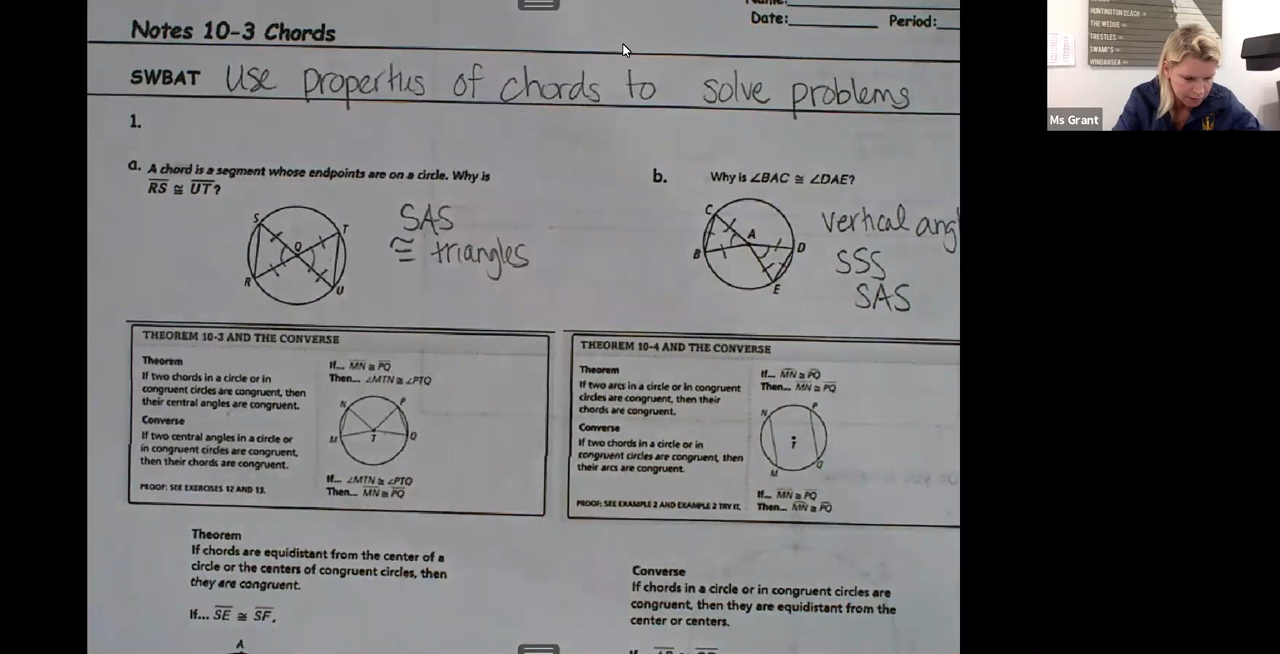 Date:________ Period:__
Notes 10-3 Chords
SWBAT Use properties of chords to solve problems
1.
a. A chord is a segment whose endpoints are on a circle. Why is
RS ≅ UT?
SAS
≅ triangles
S
T
Q
R
U
b. Why is ∠BAC ≅ ∠DAE?
vertical ang
SSS
SAS
C
A
B
D
E
THEOREM 10-3 AND THE CONVERSE
Theorem
If two chords in a circle or in
congruent circles are congruent, then
their central angles are congruent.
Converse
If two central angles in a circle or
in congruent circles are congruent,
then their chords are congruent.
PROOF: SEE EXERCISES 12 AND 13.
If... MN ≅ PQ
Then... ∠MTN ≅ ∠PTQ
N
P
M
T
Q
If... ∠MTN ≅ ∠PTQ
Then... MN ≅ PQ
THEOREM 10-4 AND THE CONVERSE
Theorem
If two arcs in a circle or in congruent
circles are congruent, then their
chords are congruent.
Converse
If two chords in a circle or in
congruent circles are congruent, then
their arcs are congruent.
PROOF: SEE EXAMPLE 2 AND EXAMPLE 2 TRY IT.
If... MN ≅ PQ
Then... MN ≅ PQ
N
P
T
M
Q
If... MN ≅ PQ
Then... MN ≅ PQ
Theorem
If chords are equidistant from the center of a
circle or the centers of congruent circles, then
they are congruent.
If... SE ≅ SF,
A
Converse
If chords in a circle or in congruent circles are
congruent, then they are equidistant from the
center or centers.
HUNTINGTON BEACH
THE WEDGE
TRESTLES
SWAMI'S
WINDANSEA
Ms Grant